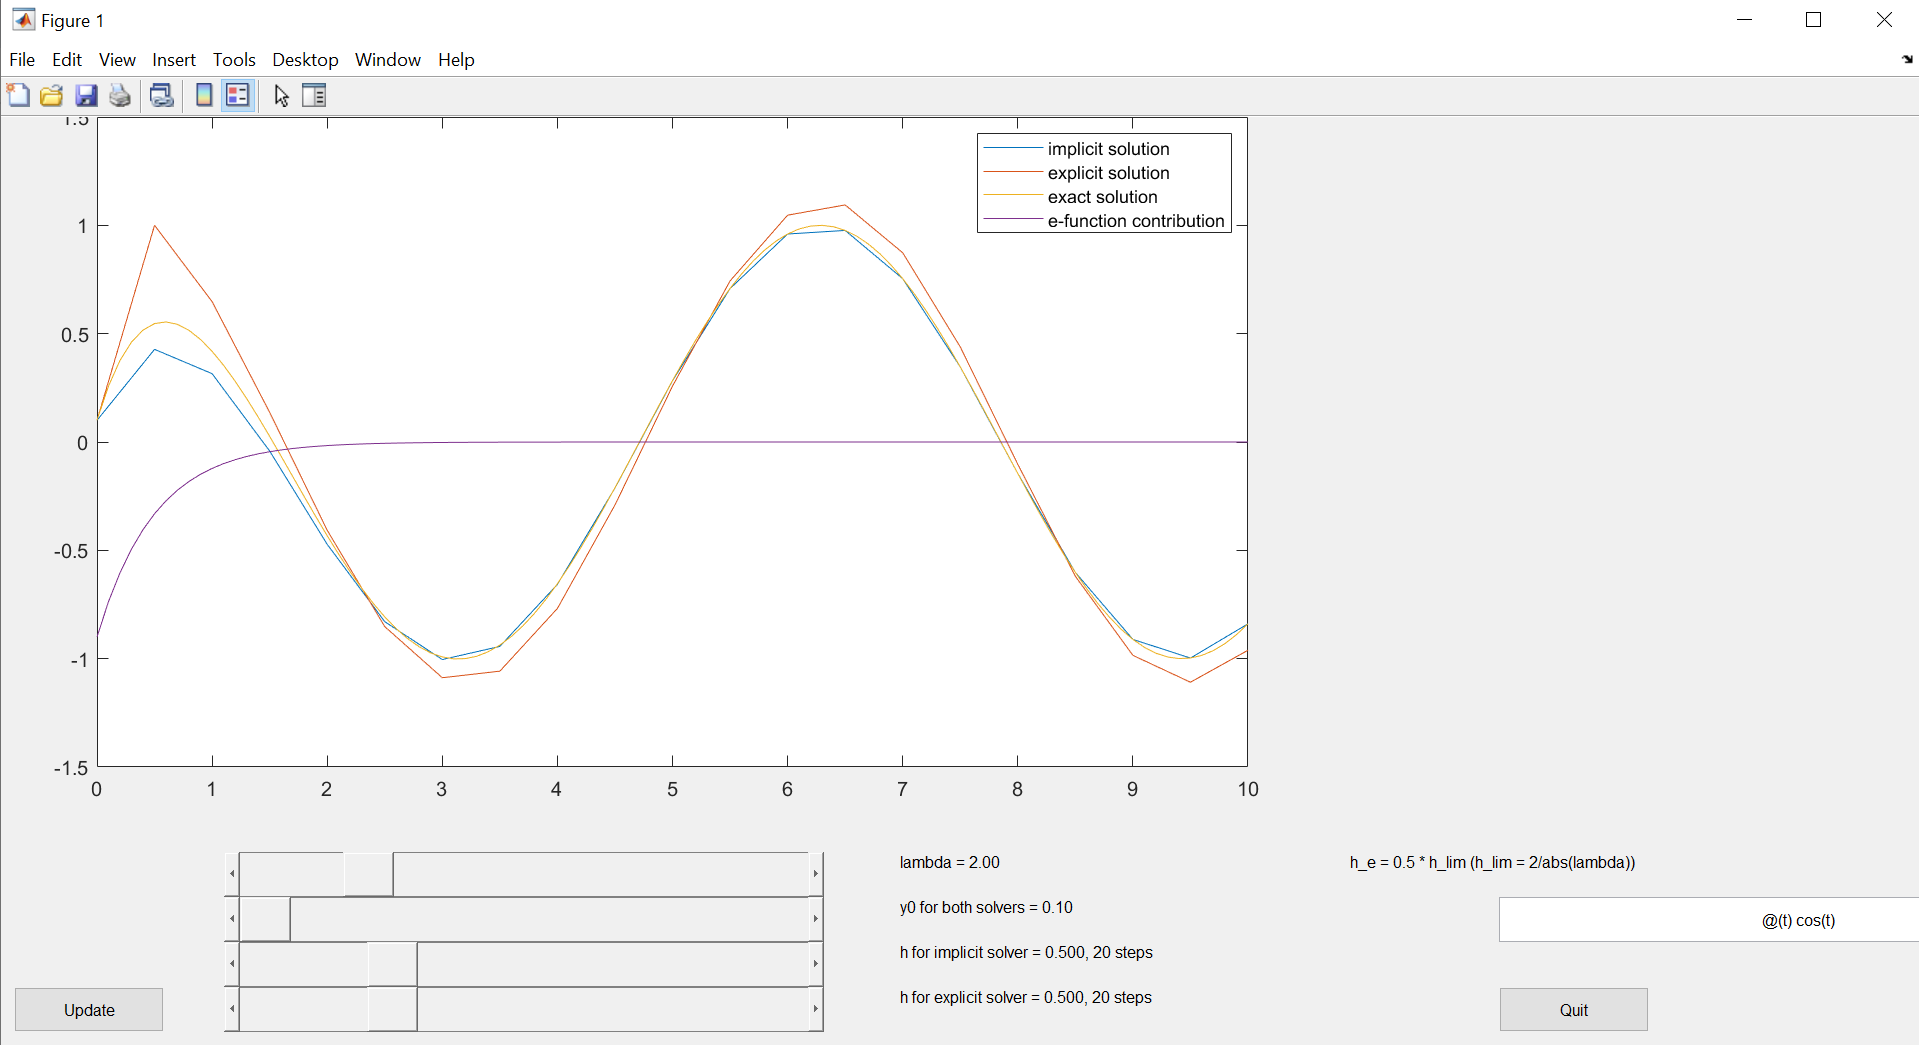 Figure 1
File Edit View Insert Tools Desktop Window Help
1.5
1
0.5
0
-0.5
-1
-1.5
0 1 2 3 4 5 6 7 8 9 10
implicit solution
explicit solution
exact solution
e-function contribution
lambda = 2.00
h_e = 0.5 * h_lim (h_lim = 2/abs(lambda))
y0 for both solvers = 0.10
@(t) cos(t)
h for implicit solver = 0.500, 20 steps
h for explicit solver = 0.500, 20 steps
Update
Quit